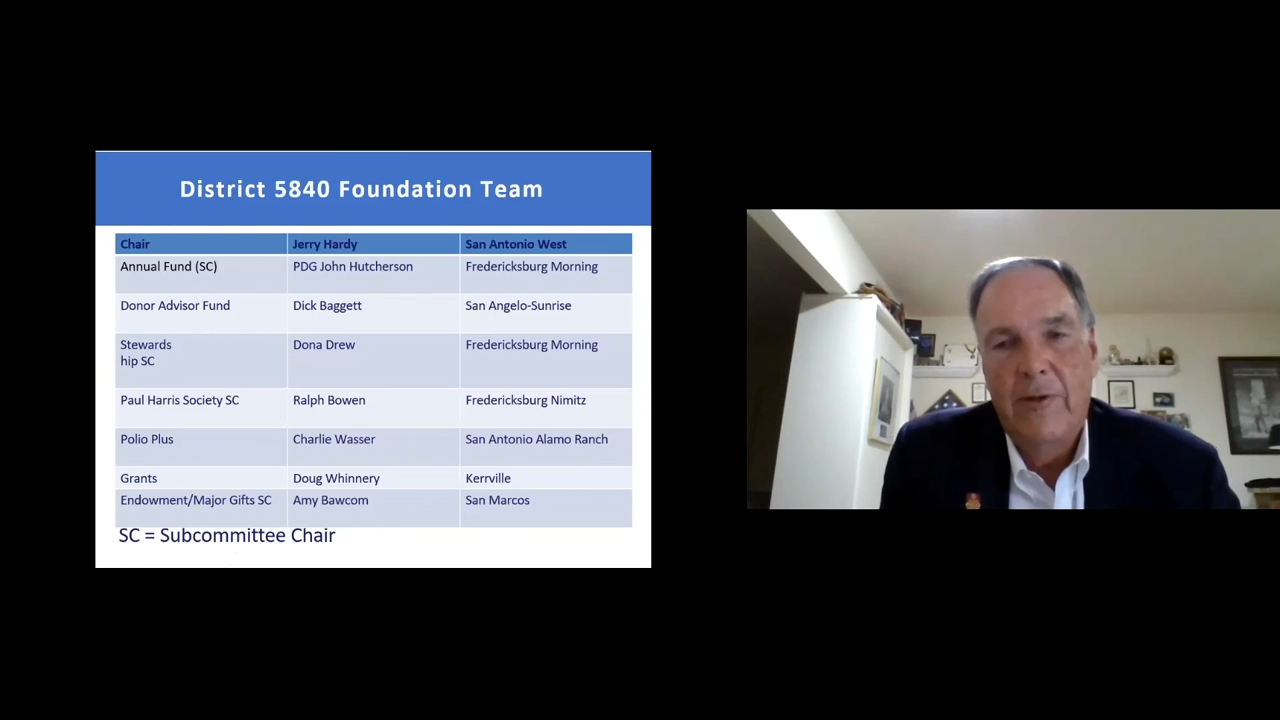 District 5840 Foundation Team
Chair Jerry Hardy San Antonio West
Annual Fund (SC) PDG John Hutcherson Fredericksburg Morning
Donor Advisor Fund Dick Baggett San Angelo-Sunrise
Stewards Dona Drew Fredericksburg Morning
hip SC
Paul Harris Society SC Ralph Bowen Fredericksburg Nimitz
Polio Plus Charlie Wasser San Antonio Alamo Ranch
Grants Doug Whinnery Kerrville
Endowment/Major Gifts SC Amy Bawcom San Marcos
SC = Subcommittee Chair